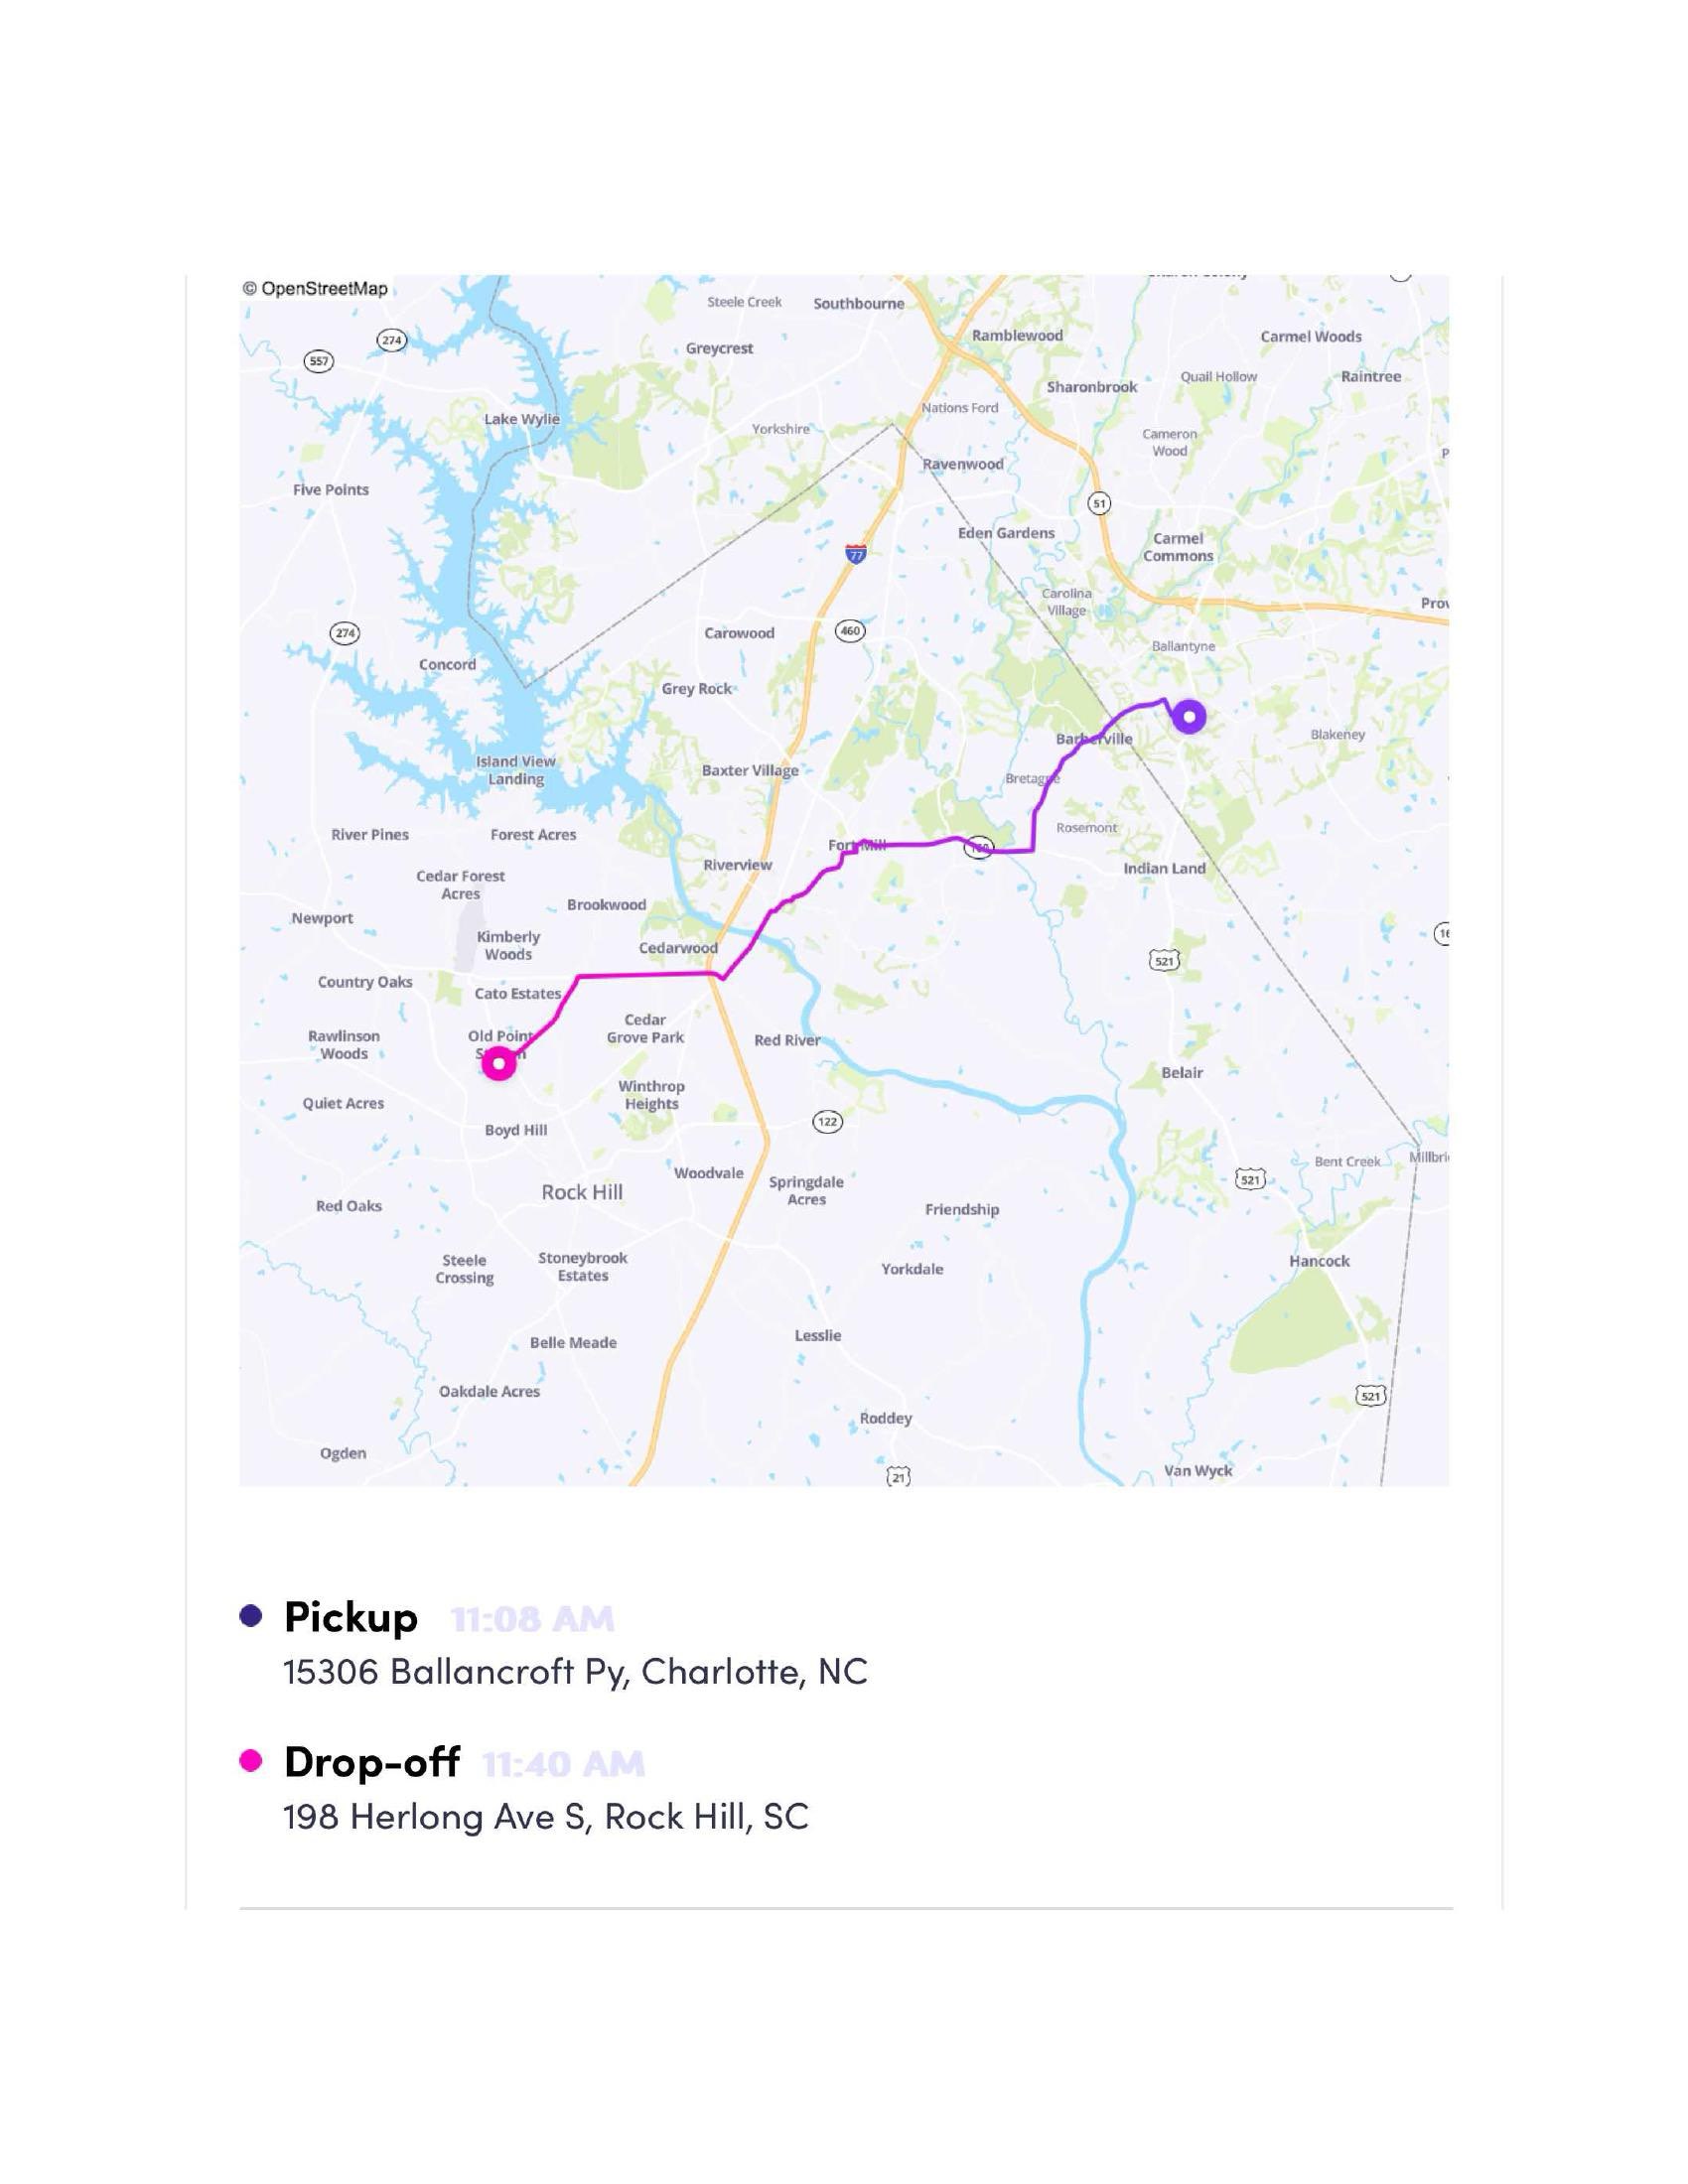 © OpenStreetMap
Steele Creek
Southbourne
274
557
Ramblewood
Carmel Woods
Greycrest
Quail Hollow
Raintree
Sharonbrook
Lake Wylie
Nations Ford
Yorkshire
Cameron
Wood
Ravenwood
Five Points
51
Eden Gardens
Carmel
Commons
77
Carolina
Village
274
Carowood
460
Ballantyne
Concord
Grey Rock
Barberville
Blakeney
Island View
Landing
Baxter Village
Bretagne
River Pines
Forest Acres
Rosemont
Fort Mill
160
Riverview
Indian Land
Cedar Forest
Acres
Brookwood
Newport
Kimberly
Woods
Cedarwood
521
Country Oaks
Cato Estates
Cedar
Grove Park
Rawlinson
Woods
Old Point
Red River
Belair
Quiet Acres
Winthrop
Heights
Boyd Hill
122
Bent Creek
Woodvale
Springdale
Acres
521
Rock Hill
Red Oaks
Friendship
Steele
Crossing
Stoneybrook
Estates
Yorkdale
Hancock
Belle Meade
Lesslie
Oakdale Acres
521
Roddey
Ogden
21
Van Wyck
Pickup 11:08 AM
15306 Ballancroft Py, Charlotte, NC
Drop-off 11:40 AM
198 Herlong Ave S, Rock Hill, SC